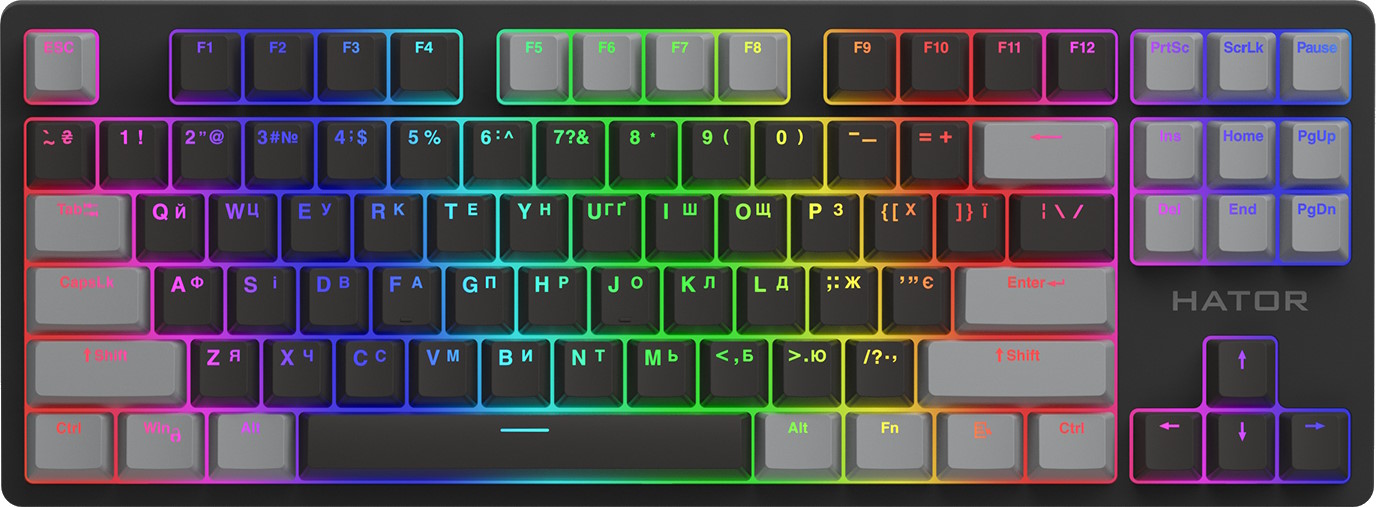 ESC F1 F2 F3 F4 F5 F6 F7 F8 F9 F10 F11 F12 PrtSc ScrLk Pause
~ ₴ 1 ! 2 " @ 3 # № 4 ; $ 5 % 6 : ^ 7 ? & 8 * 9 ( 0 ) - — = + ← Ins Home PgUp
Tab Q Й W Ц E У R К T Е Y Н U Г Ґ I Ш O Щ P З { [ Х ] } Ї ¦ \ / Del End PgDn
CapsLk A Ф S і D В F А G П H Р J О K Л L Д ; : Ж ' " Є Enter ↵
HATOR
↑ Shift Z Я X Ч C С V М B И N Т M Ь < , Б > . Ю / ? . , ↑ Shift ↑
Ctrl Win Alt Alt Fn Ctrl ← ↓ →